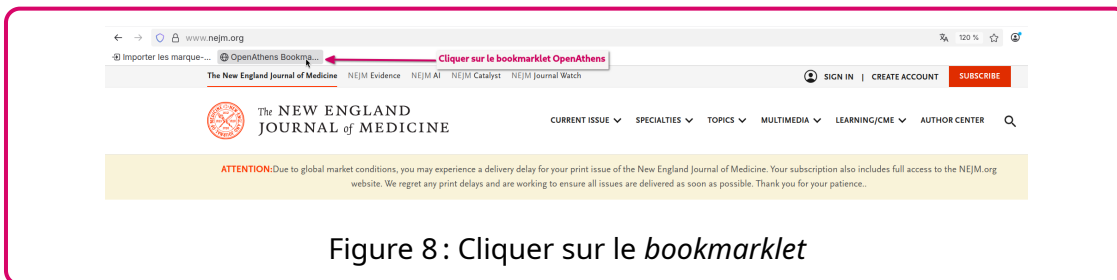 www.nejm.org
120 %
Importer les marque-...
OpenAthens Bookma...
Cliquer sur le bookmarklet OpenAthens
The New England Journal of Medicine NEJM Evidence NEJM AI NEJM Catalyst NEJM Journal Watch
SIGN IN | CREATE ACCOUNT SUBSCRIBE
The NEW ENGLAND
JOURNAL of MEDICINE
CURRENT ISSUE SPECIALTIES TOPICS MULTIMEDIA LEARNING/CME AUTHOR CENTER
ATTENTION:Due to global market conditions, you may experience a delivery delay for your print issue of the New England Journal of Medicine. Your subscription also includes full access to the NEJM.org
website. We regret any print delays and are working to ensure all issues are delivered as soon as possible. Thank you for your patience..
Figure 8 : Cliquer sur le bookmarklet